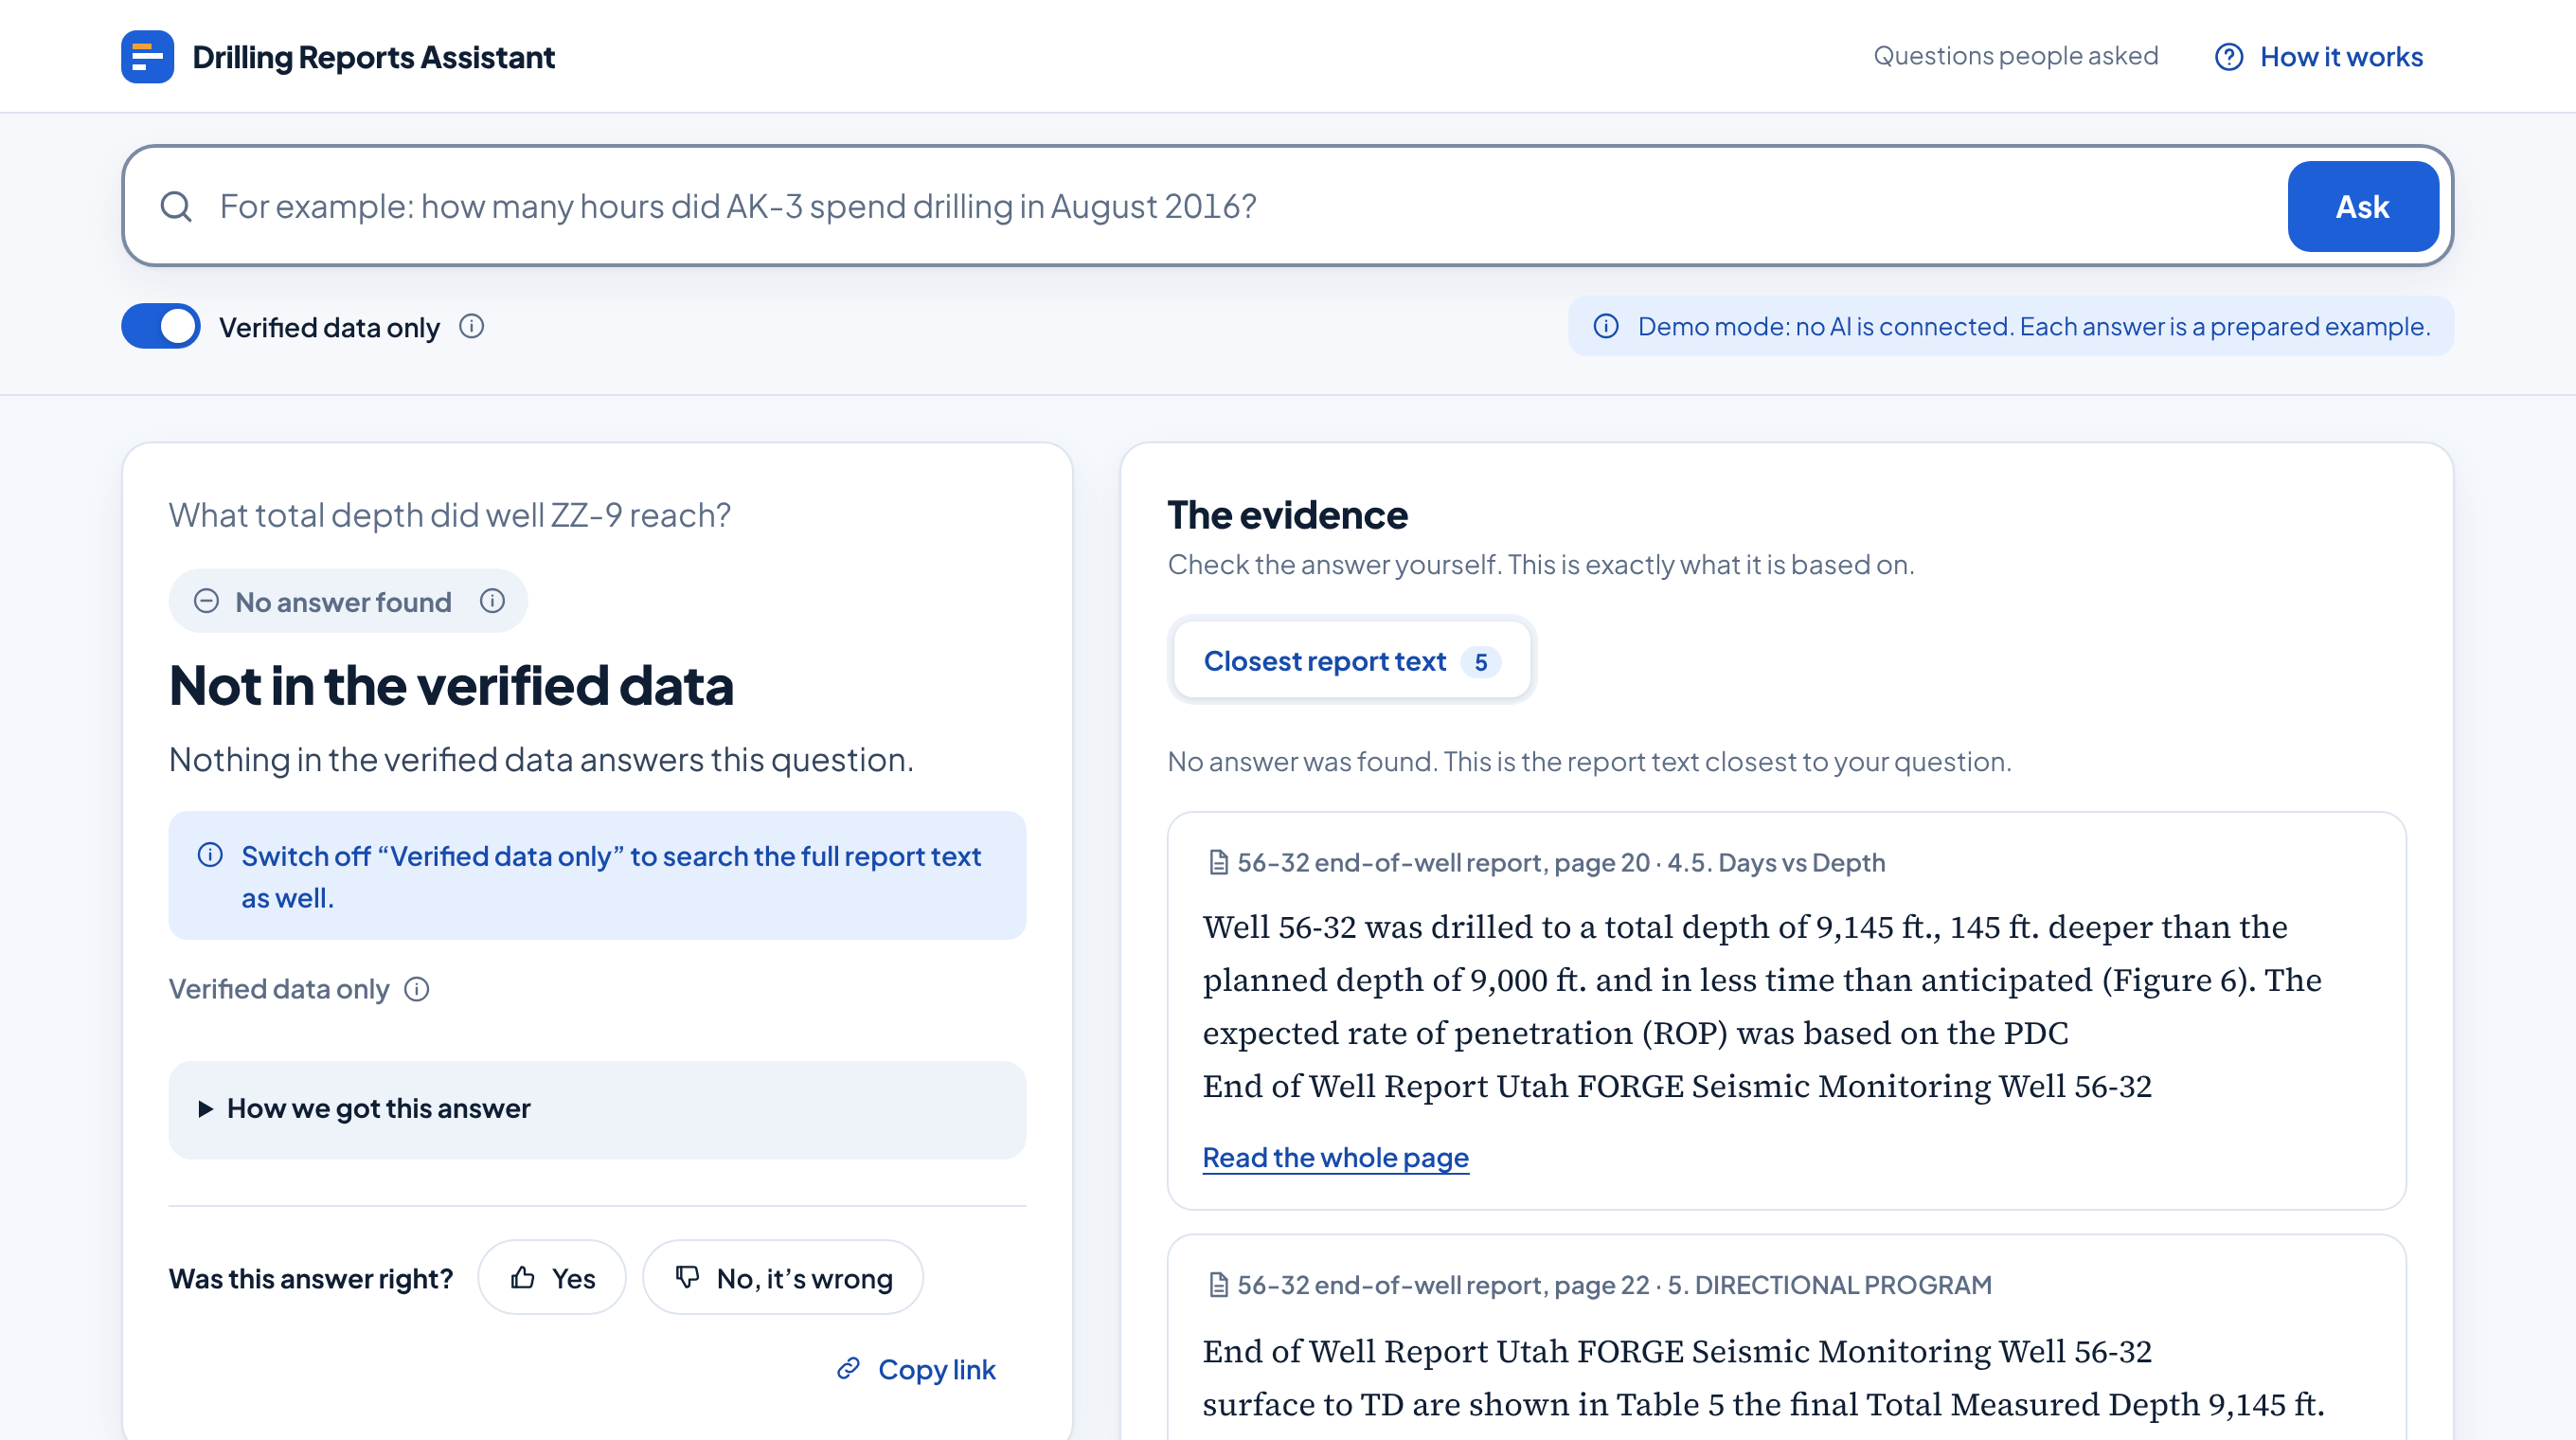 Drilling Reports Assistant
Questions people asked
How it works
For example: how many hours did AK-3 spend drilling in August 2016?
Ask
Verified data only
Demo mode: no AI is connected. Each answer is a prepared example.
What total depth did well ZZ-9 reach?
No answer found
Not in the verified data
Nothing in the verified data answers this question.
Switch off “Verified data only” to search the full report text
as well.
Verified data only
How we got this answer
Was this answer right?
Yes
No, it’s wrong
Copy link
The evidence
Check the answer yourself. This is exactly what it is based on.
Closest report text 5
No answer was found. This is the report text closest to your question.
56-32 end-of-well report, page 20 · 4.5. Days vs Depth
Well 56-32 was drilled to a total depth of 9,145 ft., 145 ft. deeper than the
planned depth of 9,000 ft. and in less time than anticipated (Figure 6). The
expected rate of penetration (ROP) was based on the PDC
End of Well Report Utah FORGE Seismic Monitoring Well 56-32
Read the whole page
56-32 end-of-well report, page 22 · 5. DIRECTIONAL PROGRAM
End of Well Report Utah FORGE Seismic Monitoring Well 56-32
surface to TD are shown in Table 5 the final Total Measured Depth 9,145 ft.